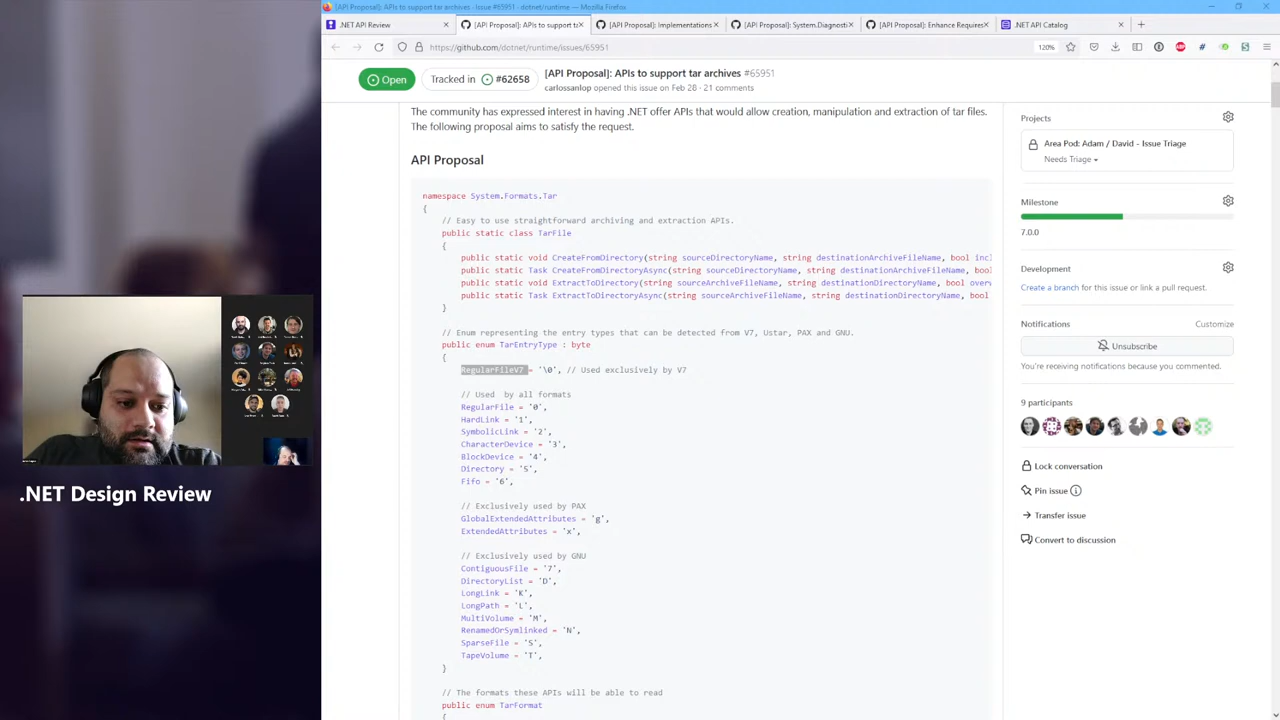 [API Proposal]: APIs to support tar archives · Issue #65951 · dotnet/runtime — Mozilla Firefox
.NET API Review
[API Proposal]: APIs to support ta
[API Proposal]: Implementations
[API Proposal]: System.Diagnosti
[API Proposal]: Enhance Requires
.NET API Catalog
https://github.com/dotnet/runtime/issues/65951
120%
Open
Tracked in #62658
[API Proposal]: APIs to support tar archives #65951
carlossanlop opened this issue on Feb 28 · 21 comments
The community has expressed interest in having .NET offer APIs that would allow creation, manipulation and extraction of tar files.
The following proposal aims to satisfy the request.
API Proposal
namespace System.Formats.Tar
{
// Easy to use straightforward archiving and extraction APIs.
public static class TarFile
{
public static void CreateFromDirectory(string sourceDirectoryName, string destinationArchiveFileName, bool incl
public static Task CreateFromDirectoryAsync(string sourceDirectoryName, string destinationArchiveFileName, bool
public static void ExtractToDirectory(string sourceArchiveFileName, string destinationDirectoryName, bool overw
public static Task ExtractToDirectoryAsync(string sourceArchiveFileName, string destinationDirectoryName, bool
}
// Enum representing the entry types that can be detected from V7, Ustar, PAX and GNU.
public enum TarEntryType : byte
{
RegularFileV7 = '\0', // Used exclusively by V7
// Used  by all formats
RegularFile = '0',
HardLink = '1',
SymbolicLink = '2',
CharacterDevice = '3',
BlockDevice = '4',
Directory = '5',
Fifo = '6',
// Exclusively used by PAX
GlobalExtendedAttributes = 'g',
ExtendedAttributes = 'x',
// Exclusively used by GNU
ContiguousFile = '7',
DirectoryList = 'D',
LongLink = 'K',
LongPath = 'L',
MultiVolume = 'M',
RenamedOrSymlinked = 'N',
SparseFile = 'S',
TapeVolume = 'T',
}
// The formats these APIs will be able to read
public enum TarFormat
{
Projects
Area Pod: Adam / David - Issue Triage
Needs Triage
Milestone
7.0.0
Development
Create a branch for this issue or link a pull request.
Notifications
Customize
Unsubscribe
You're receiving notifications because you commented.
9 participants
Lock conversation
Pin issue
Transfer issue
Convert to discussion
.NET Design Review